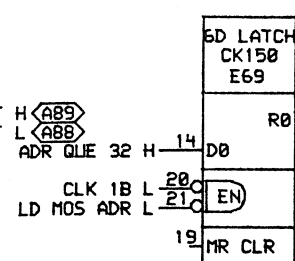 6D LATCH
CK150
E69
H A89
L A88
R0
ADR QUE 32 H 14 D0
CLK 1B L 20
EN
LD MOS ADR L 21
19 MR CLR